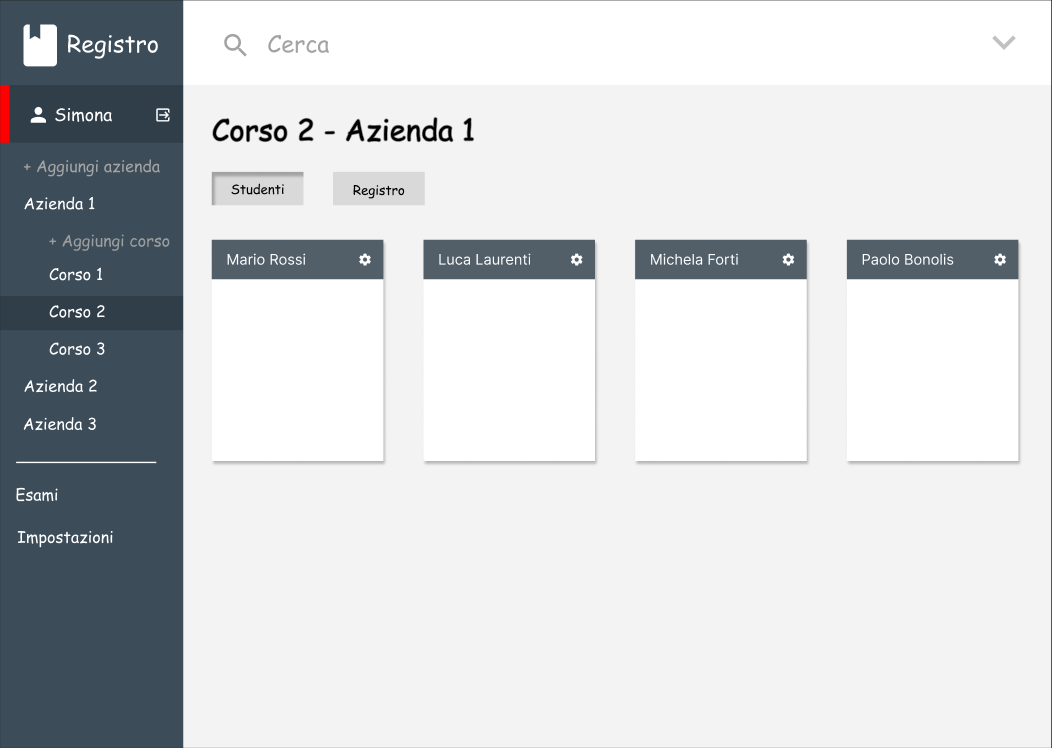 Registro
Cerca
Simona
+ Aggiungi azienda
Azienda 1
+ Aggiungi corso
Corso 1
Corso 2
Corso 3
Azienda 2
Azienda 3
Esami
Impostazioni
Corso 2 - Azienda 1
Studenti
Registro
Mario Rossi
Luca Laurenti
Michela Forti
Paolo Bonolis